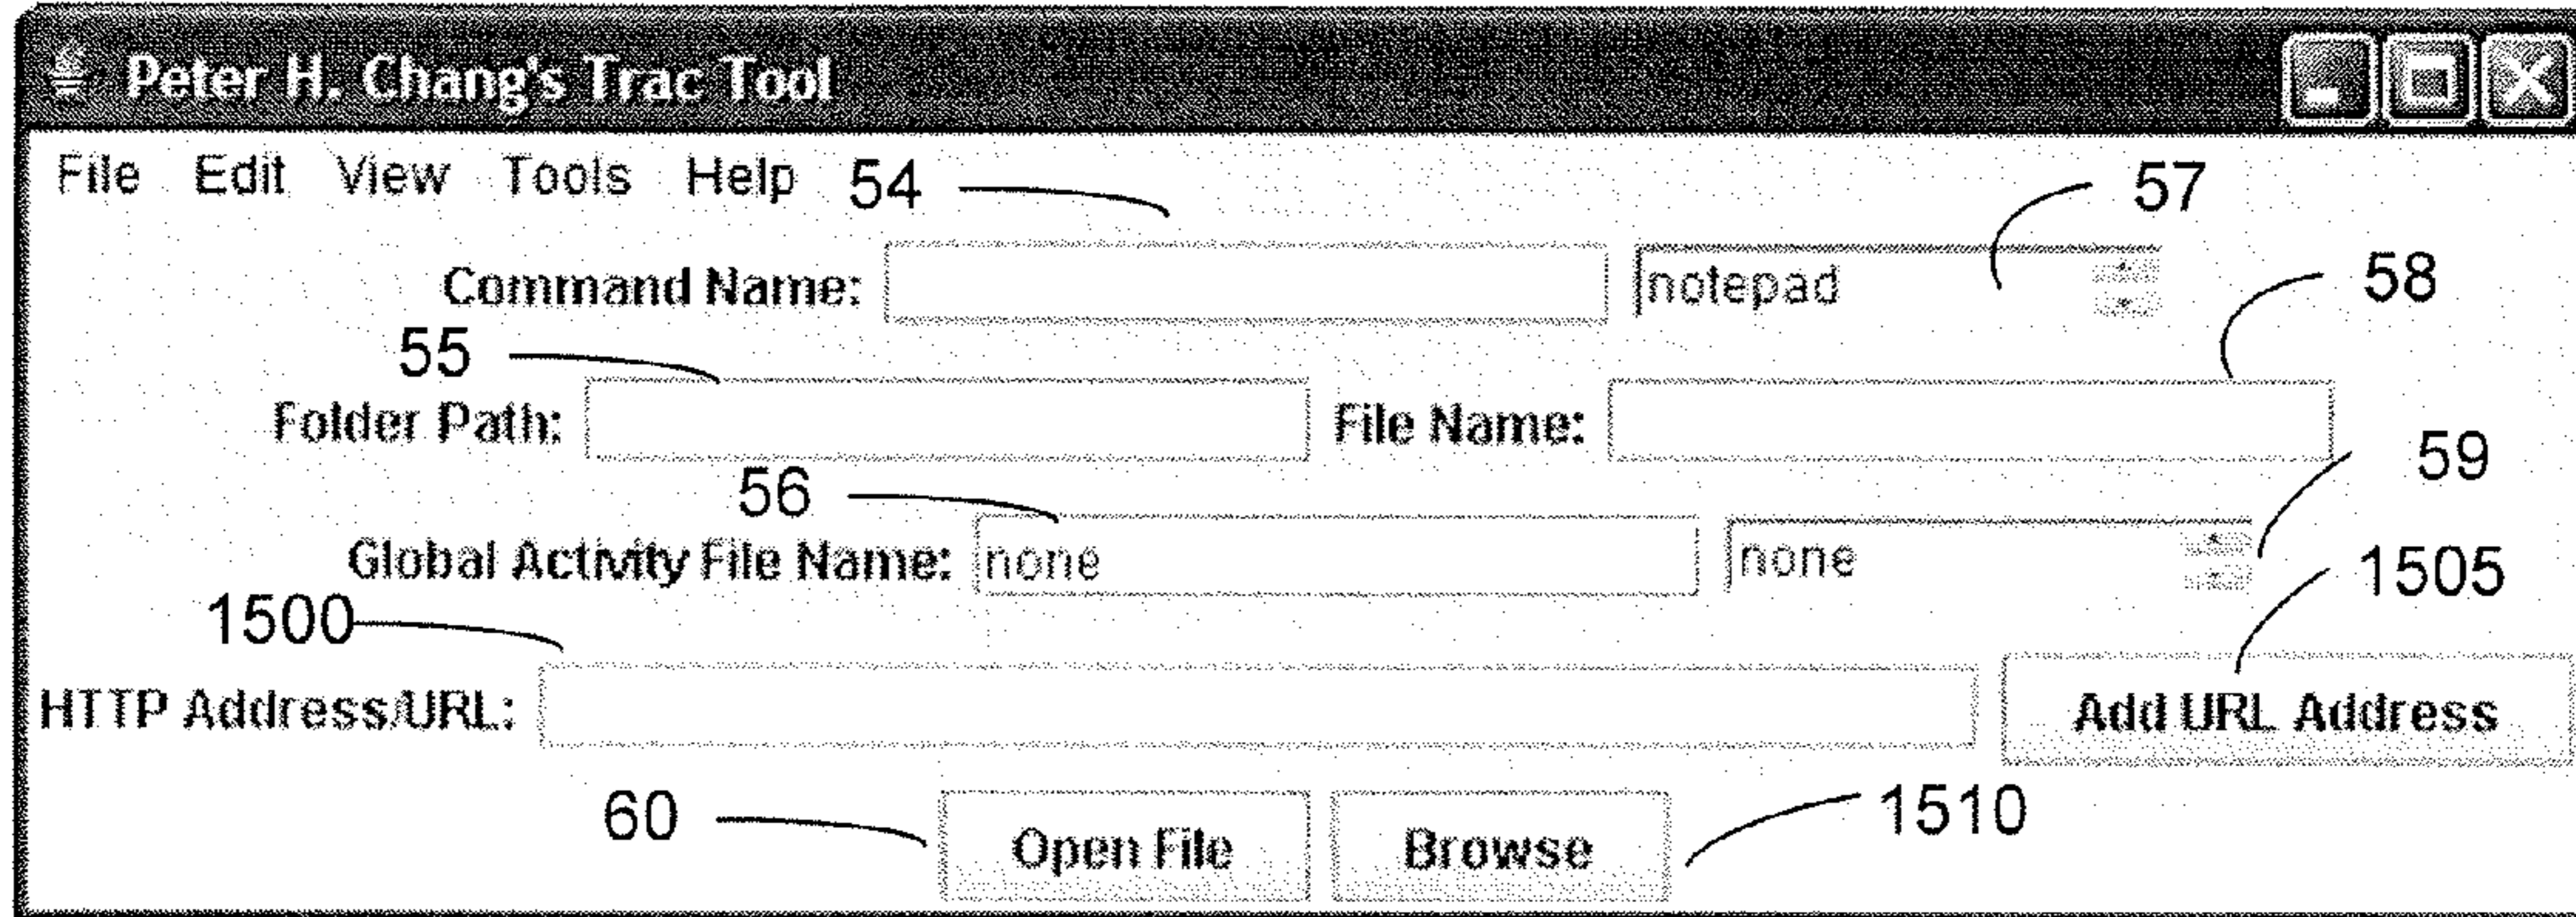 Peter H. Chang's Trac Tool
File Edit View Tools Help 54 57
Command Name: notepad 58
55
Folder Path: File Name: 59
56
Global Activity File Name: none none 1505
1500
HTTP Address/URL: Add URL Address
60 Open File Browse 1510